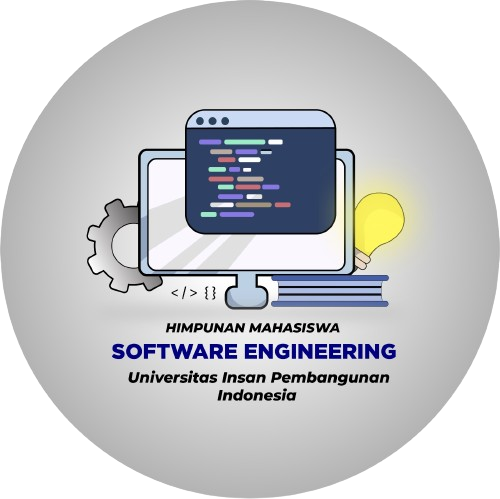 </> {}
HIMPUNAN MAHASISWA
SOFTWARE ENGINEERING
Universitas Insan Pembangunan
Indonesia